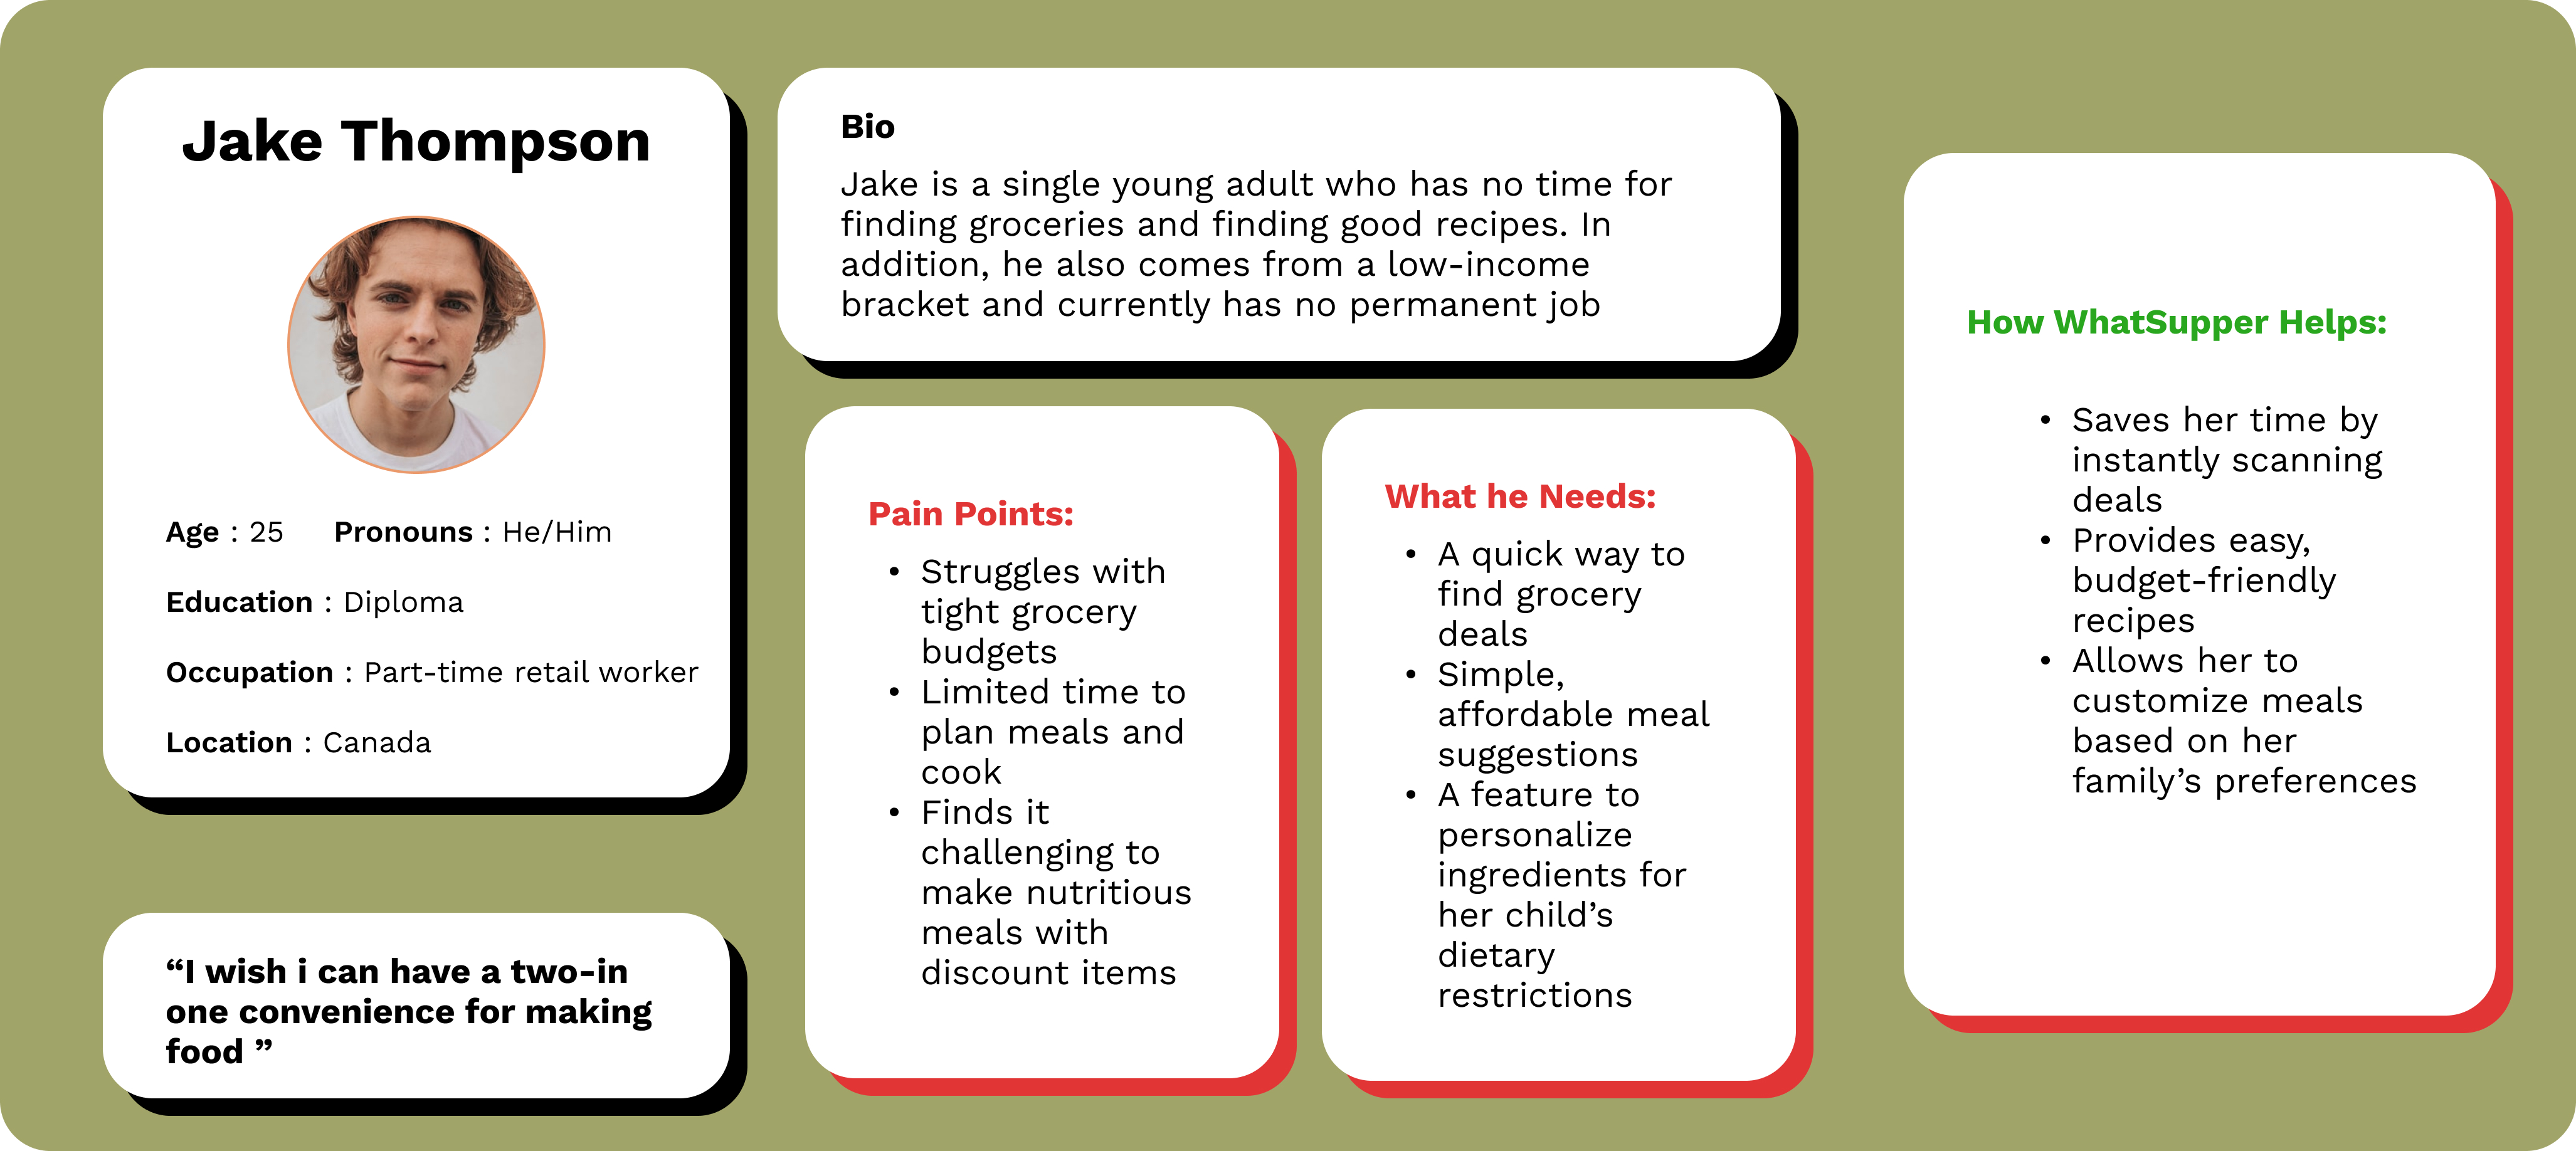 Jake Thompson
Age : 25 Pronouns : He/Him
Education : Diploma
Occupation : Part-time retail worker
Location : Canada
“I wish i can have a two-in
one convenience for making
food ”
Bio
Jake is a single young adult who has no time for
finding groceries and finding good recipes. In
addition, he also comes from a low-income
bracket and currently has no permanent job
Pain Points:
• Struggles with
tight grocery
budgets
• Limited time to
plan meals and
cook
• Finds it
challenging to
make nutritious
meals with
discount items
What he Needs:
• A quick way to
find grocery
deals
• Simple,
affordable meal
suggestions
• A feature to
personalize
ingredients for
her child’s
dietary
restrictions
How WhatSupper Helps:
• Saves her time by
instantly scanning
deals
• Provides easy,
budget-friendly
recipes
• Allows her to
customize meals
based on her
family’s preferences